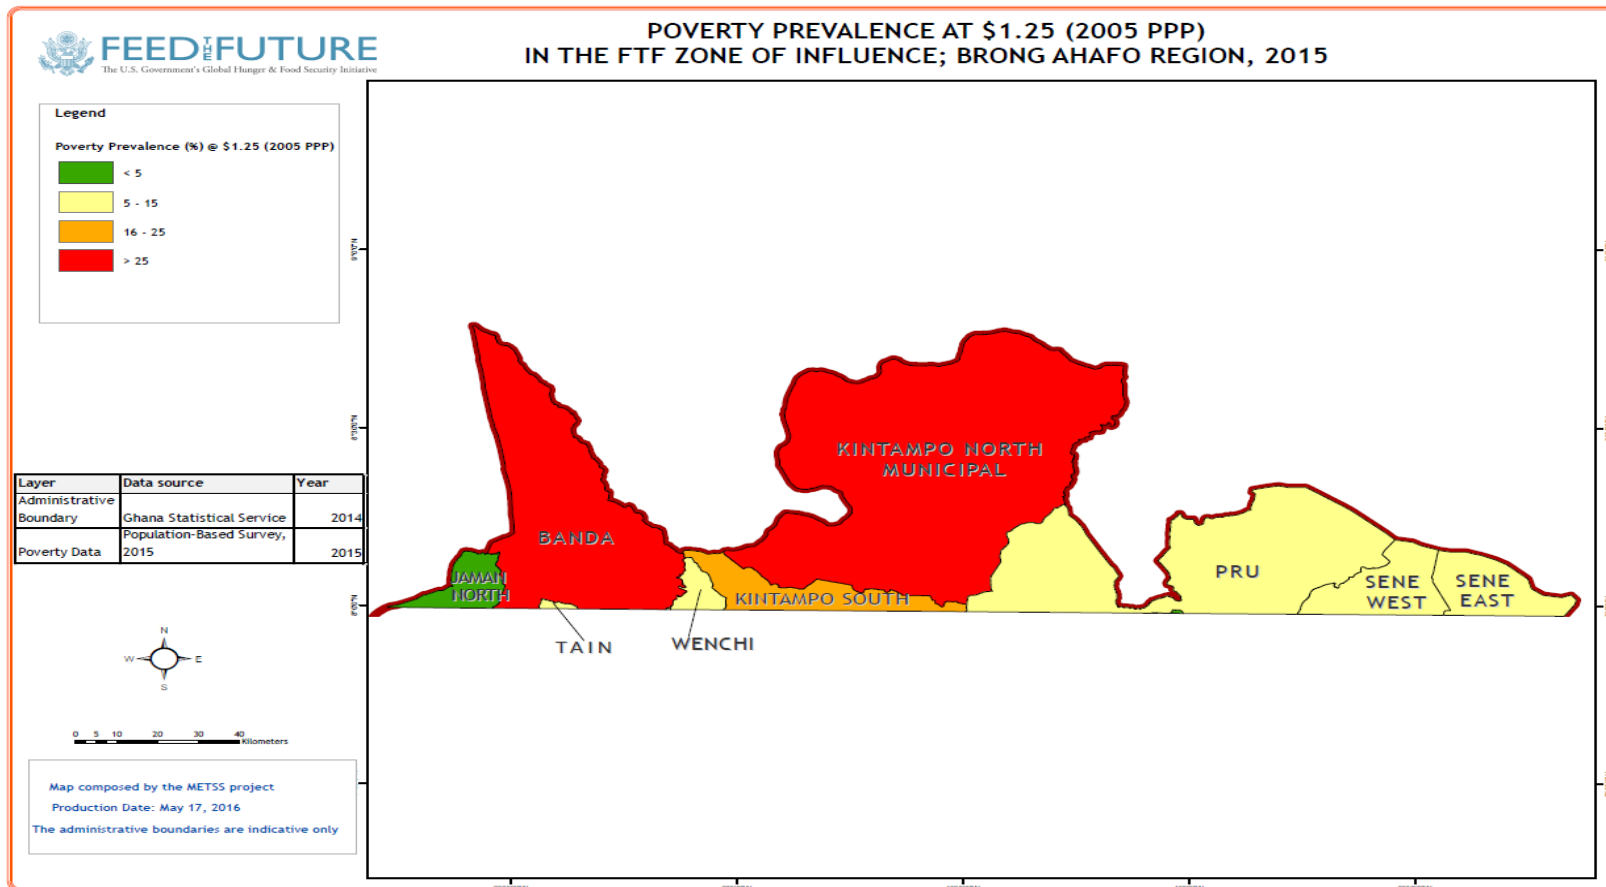 FEED THE FUTURE
The U.S. Government's Global Hunger & Food Security Initiative
POVERTY PREVALENCE AT $1.25 (2005 PPP)
IN THE FTF ZONE OF INFLUENCE; BRONG AHAFO REGION, 2015
Legend
Poverty Prevalence (%) @ $1.25 (2005 PPP)
< 5
5 - 15
16 - 25
> 25
Layer Data source Year
Administrative
Boundary Ghana Statistical Service 2014
Population-Based Survey,
Poverty Data 2015 2015
N
W E
S
0 5 10 20 30 40
Kilometers
Map composed by the METSS project
Production Date: May 17, 2016
The administrative boundaries are indicative only
KINTAMPO NORTH
MUNICIPAL
BANDA
JAMAN
NORTH
KINTAMPO SOUTH
TAIN
WENCHI
PRU
SENE
WEST
SENE
EAST